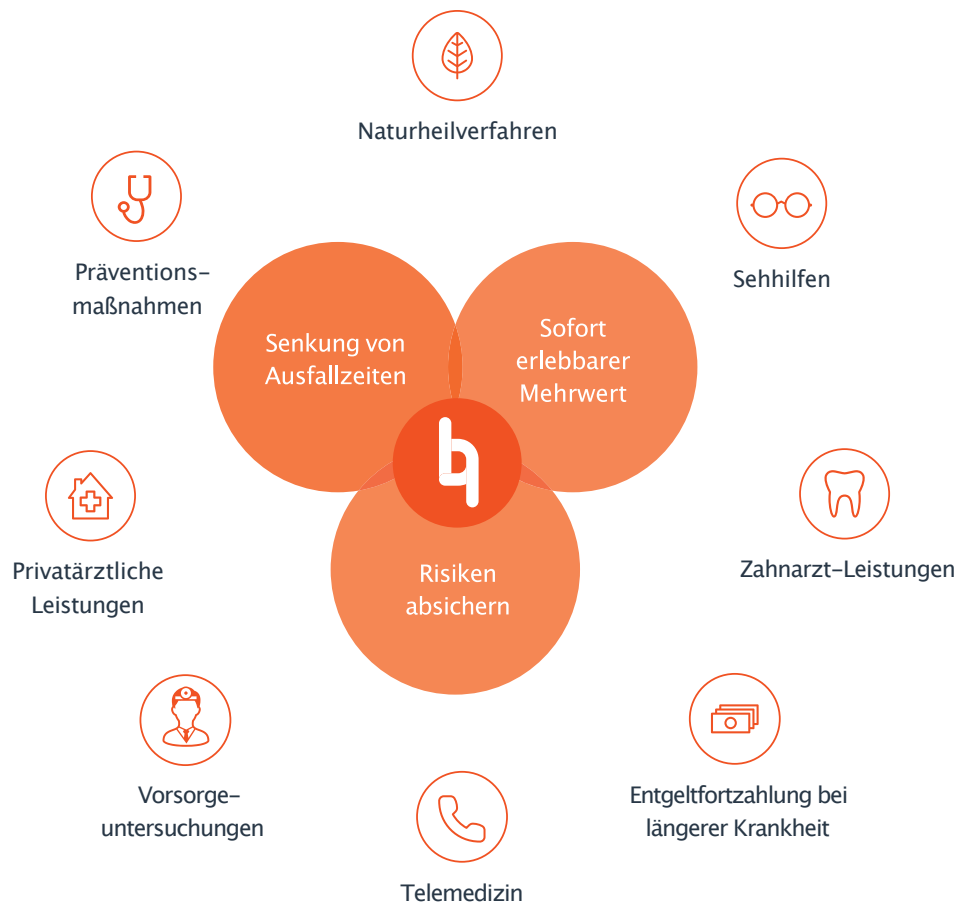 Naturheilverfahren
Präventions-
maßnahmen
Sehhilfen
Senkung von
Ausfallzeiten
Sofort
erlebbarer
Mehrwert
Risiken
absichern
Privatärztliche
Leistungen
Zahnarzt-Leistungen
Vorsorge-
untersuchungen
Telemedizin
Entgeltfortzahlung bei
längerer Krankheit